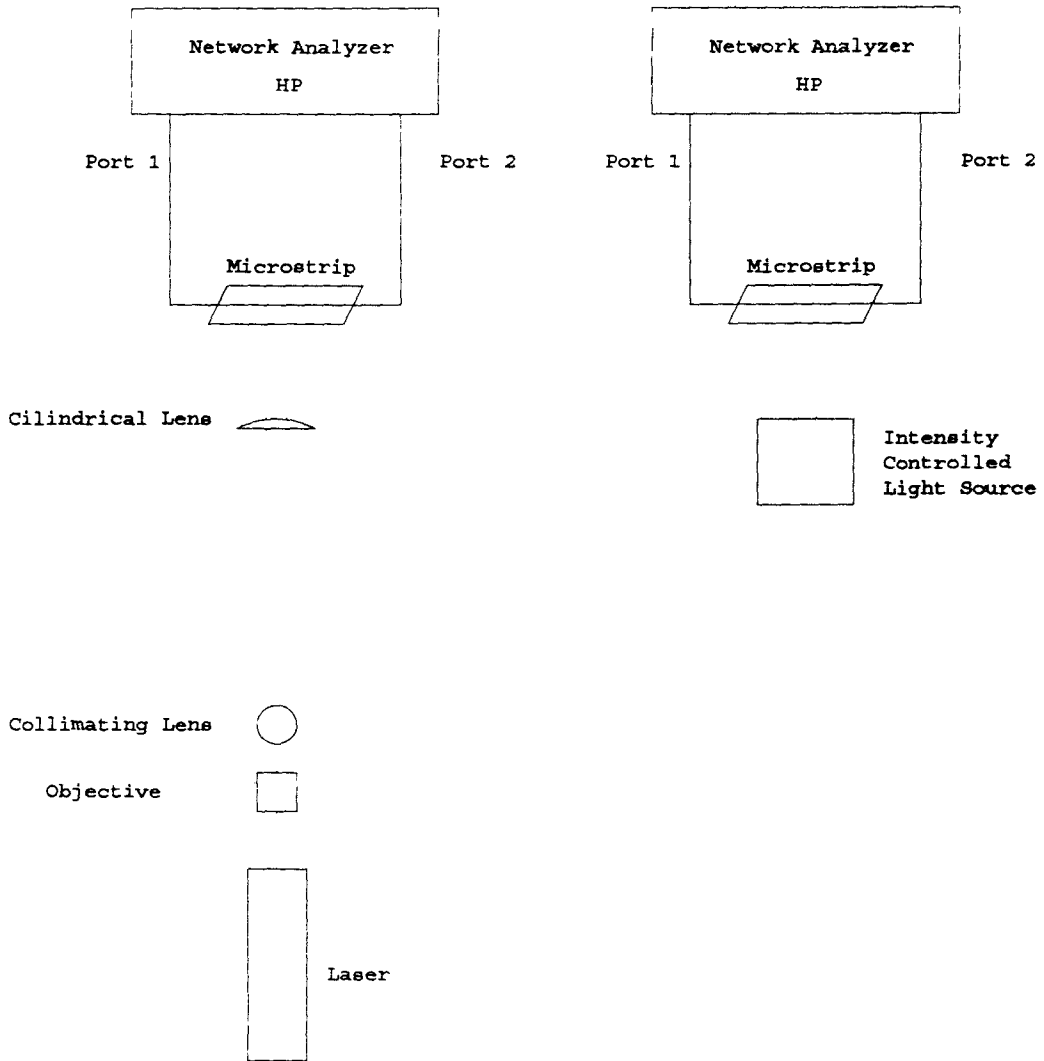 Network Analyzer
HP
Port 1
Port 2
Microstrip
Cilindrical Lens
Collimating Lens
Objective
Laser
Network Analyzer
HP
Port 1
Port 2
Microstrip
Intensity
Controlled
Light Source